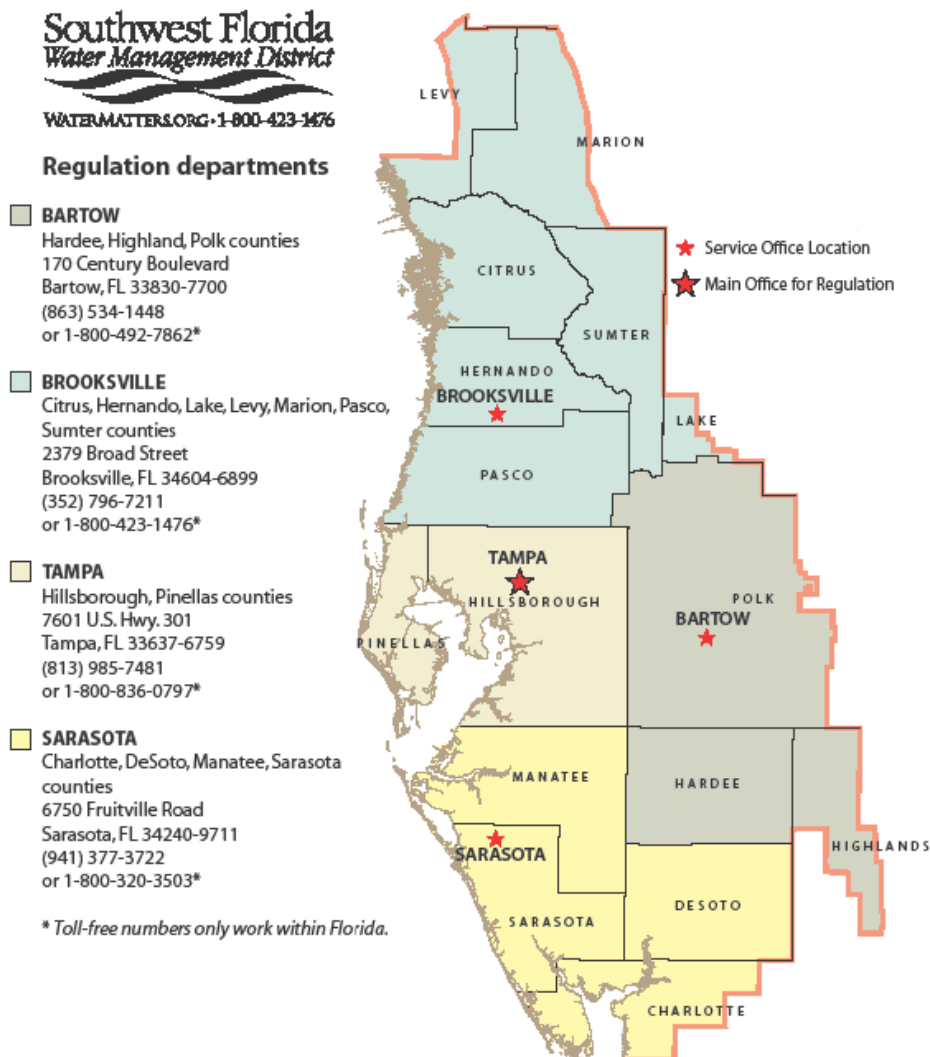 Southwest Florida
Water Management District
WATERMATTERS.ORG • 1-800-423-1476
Regulation departments
BARTOW
Hardee, Highland, Polk counties
170 Century Boulevard
Bartow, FL 33830-7700
(863) 534-1448
or 1-800-492-7862*
BROOKSVILLE
Citrus, Hernando, Lake, Levy, Marion, Pasco,
Sumter counties
2379 Broad Street
Brooksville, FL 34604-6899
(352) 796-7211
or 1-800-423-1476*
TAMPA
Hillsborough, Pinellas counties
7601 U.S. Hwy. 301
Tampa, FL 33637-6759
(813) 985-7481
or 1-800-836-0797*
SARASOTA
Charlotte, DeSoto, Manatee, Sarasota
counties
6750 Fruitville Road
Sarasota, FL 34240-9711
(941) 377-3722
or 1-800-320-3503*
* Toll-free numbers only work within Florida.
LEVY
MARION
Service Office Location
Main Office for Regulation
CITRUS
SUMTER
HERNANDO
BROOKSVILLE
LAKE
PASCO
TAMPA
HILLSBOROUGH
POLK
BARTOW
PINELLAS
MANATEE
HARDEE
HIGHLANDS
SARASOTA
DESOTO
SARASOTA
CHARLOTTE